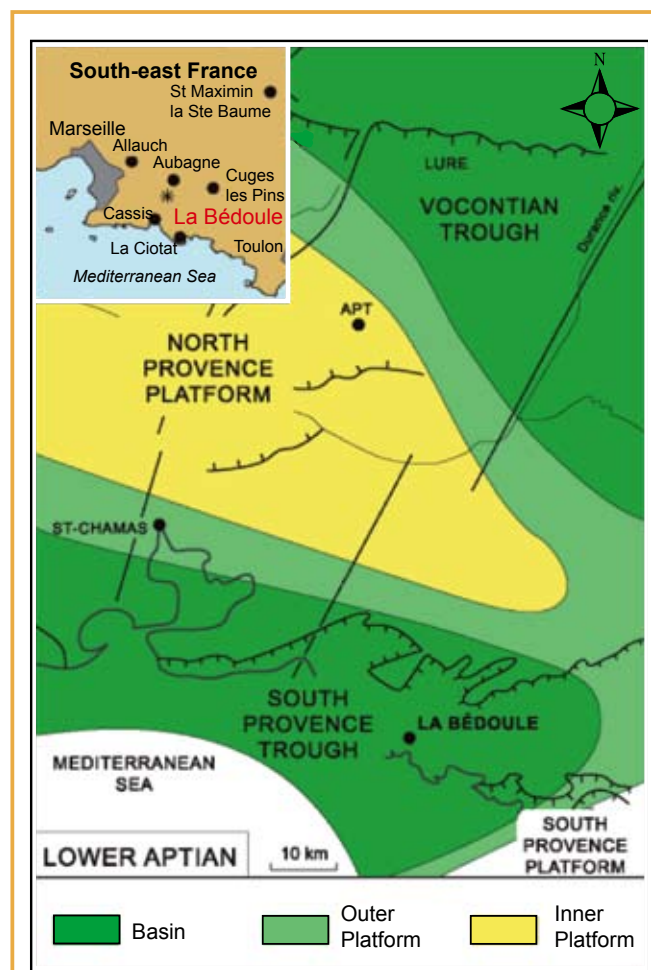 South-east France
St Maximin
la Ste Baume
Marseille
Allauch
Aubagne
Cuges
les Pins
Cassis
La Bédoule
La Ciotat
Toulon
Mediterranean Sea
N
LURE
VOCONTIAN
TROUGH
Durance riv.
APT
NORTH
PROVENCE
PLATFORM
ST-CHAMAS
SOUTH
PROVENCE
TROUGH
LA BÉDOULE
MEDITERRANEAN
SEA
SOUTH
PROVENCE
PLATFORM
LOWER APTIAN
10 km
Basin
Outer
Platform
Inner
Platform